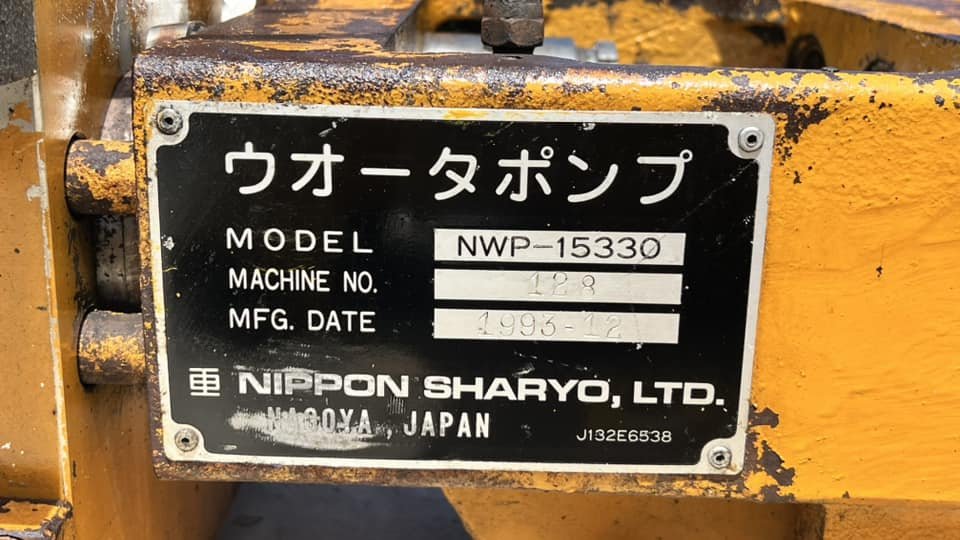 ウオータポンプ
MODEL NWP-15330
MACHINE NO. 128
MFG. DATE 1993-12
NIPPON SHARYO, LTD.
NAGOYA, JAPAN
J132E6538